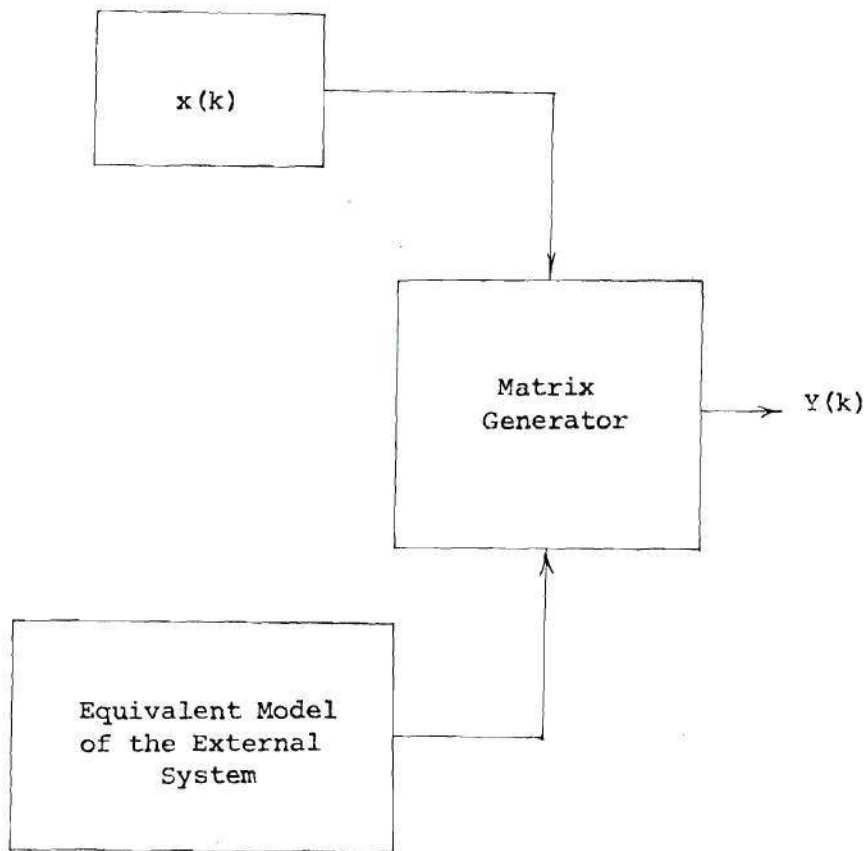 x(k)
Matrix
Generator
Y(k)
Equivalent Model
of the External
System